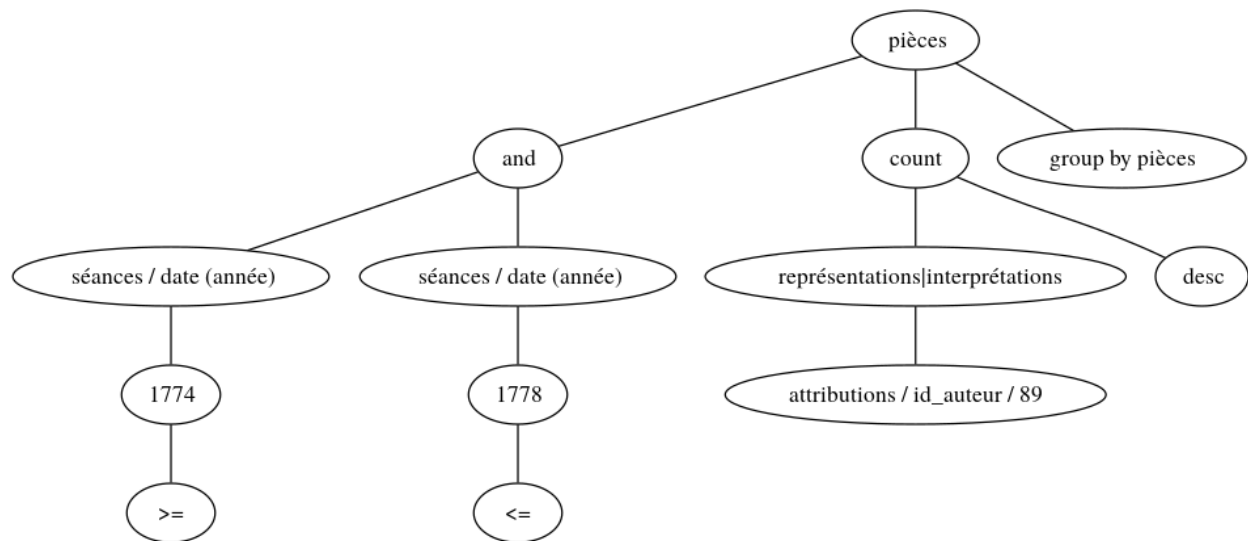 pièces
and
count
group by pièces
séances / date (année)
séances / date (année)
représentations|interprétations
desc
1774
1778
attributions / id_auteur / 89
>=
<=